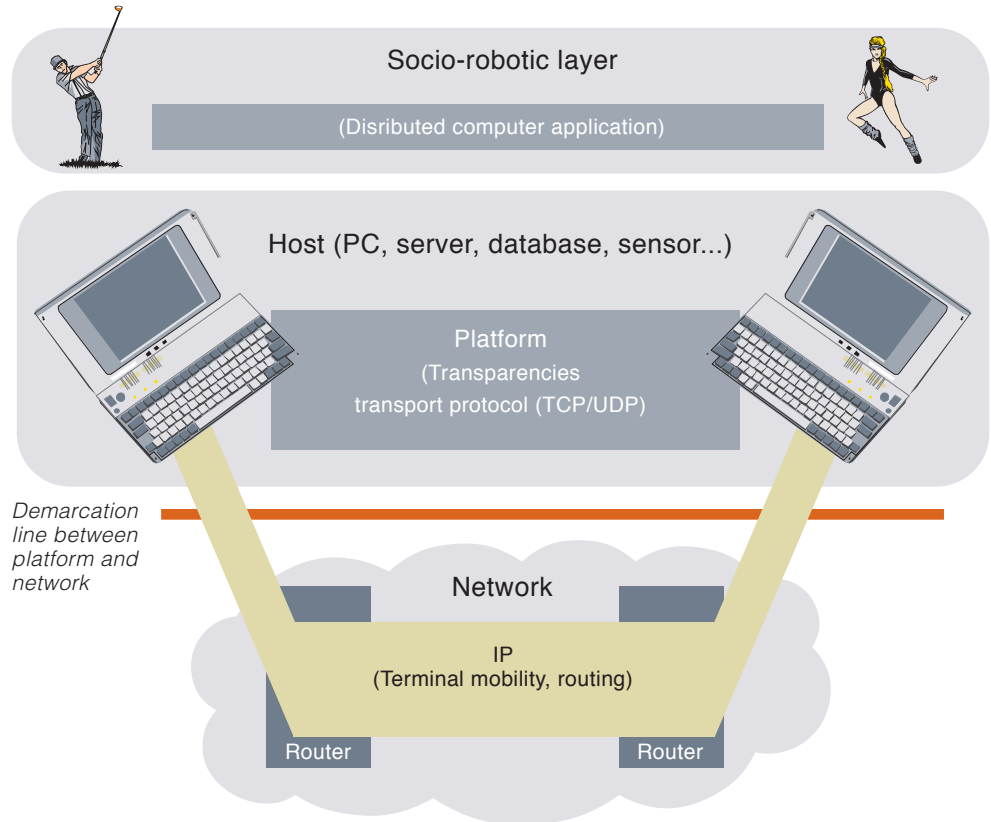 Socio-robotic layer
(Disributed computer application)
Host (PC, server, database, sensor...)
Platform
(Transparencies
transport protocol (TCP/UDP)
Demarcation
line between
platform and
network
Network
IP
(Terminal mobility, routing)
Router
Router